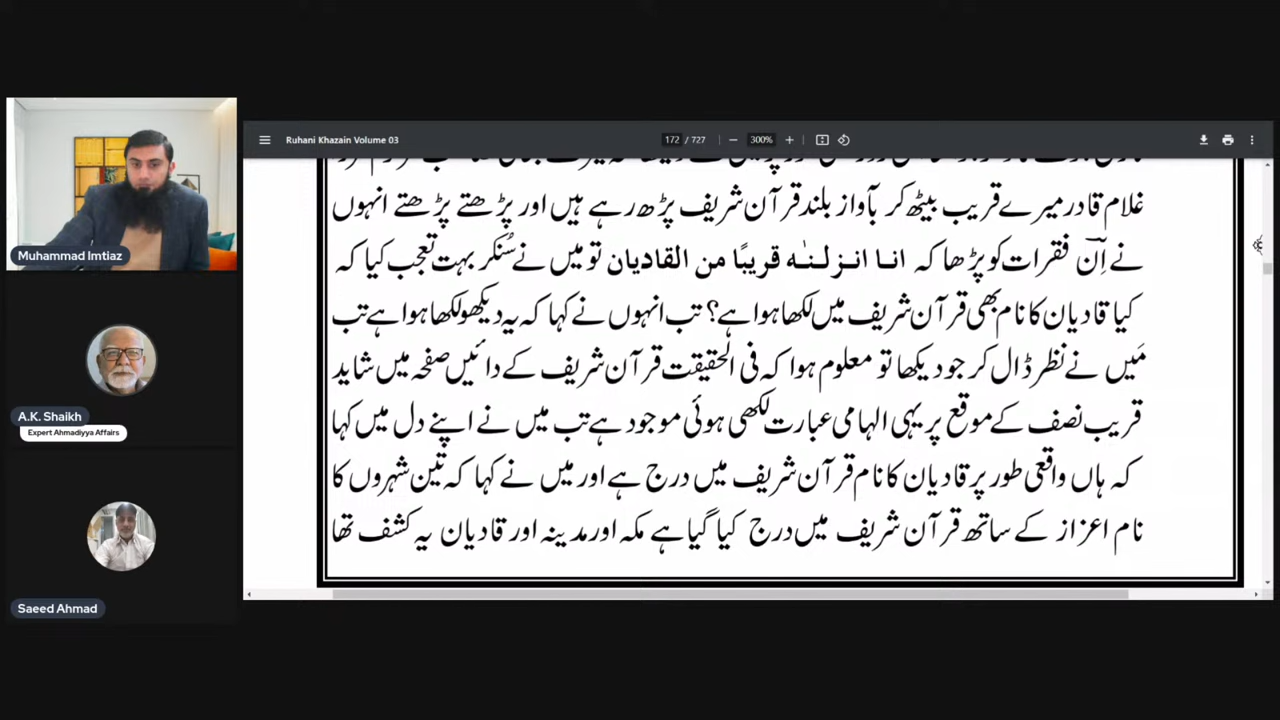 Ruhani Khazain Volume 03
172 / 727
300%
غلام قادر میرے قریب بیٹھ کر بآواز بلند قرآن شریف پڑھ رہے ہیں اور پڑھتے پڑھتے انہوں
نے اِن فقرات کو پڑھا کہ انا انزلنٰہ قریبًا من القادیان تو میں نے سُنکر بہت تعجب کیا کہ
کیا قادیان کا نام بھی قرآن شریف میں لکھا ہوا ہے؟ تب انہوں نے کہا کہ یہ دیکھو لکھا ہوا ہے تب
مَیں نے نظر ڈال کر جو دیکھا تو معلوم ہوا کہ فی الحقیقت قرآن شریف کے دائیں صفحہ میں شاید
قریب نصف کے موقع پر یہی الہامی عبارت لکھی ہوئی موجود ہے تب میں نے اپنے دل میں کہا
کہ ہاں واقعی طور پر قادیان کا نام قرآن شریف میں درج ہے اور میں نے کہا کہ تین شہروں کا
نام اعزاز کے ساتھ قرآن شریف میں درج کیا گیا ہے مکہ اور مدینہ اور قادیان یہ کشف تھا
Muhammad Imtiaz
A.K. Shaikh
Expert Ahmadiyya Affairs
Saeed Ahmad